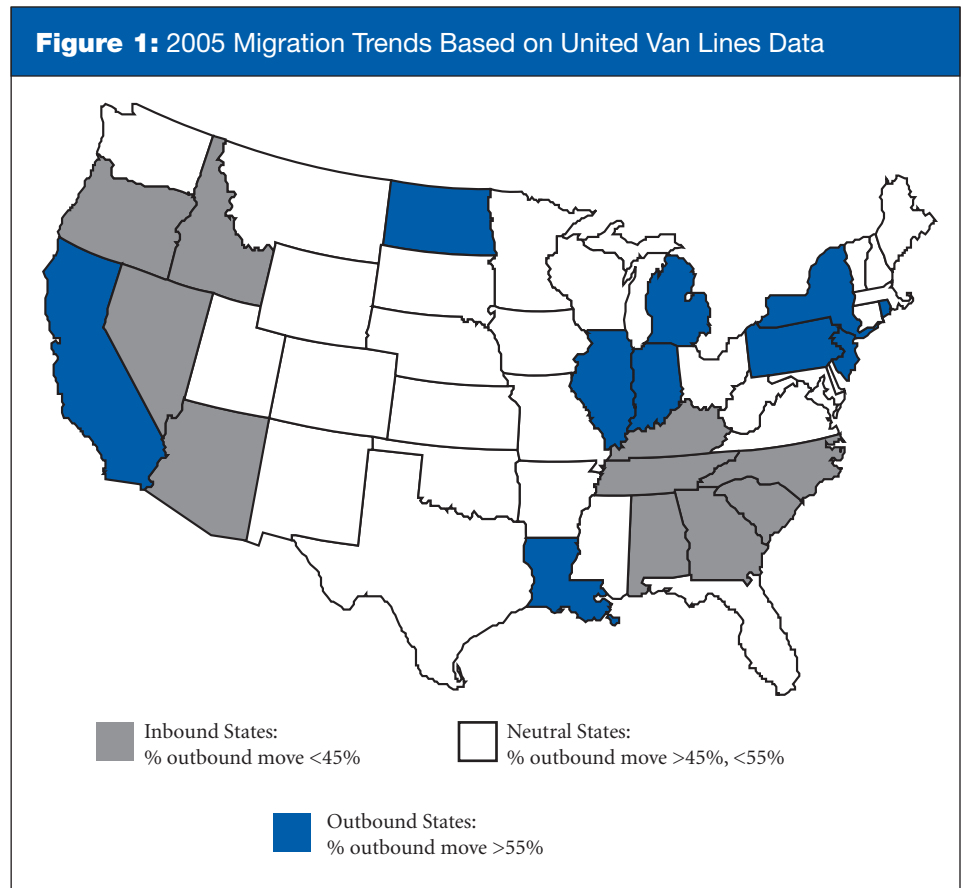 Figure 1: 2005 Migration Trends Based on United Van Lines Data
Inbound States:
% outbound move <45%
Neutral States:
% outbound move >45%, <55%
Outbound States:
% outbound move >55%